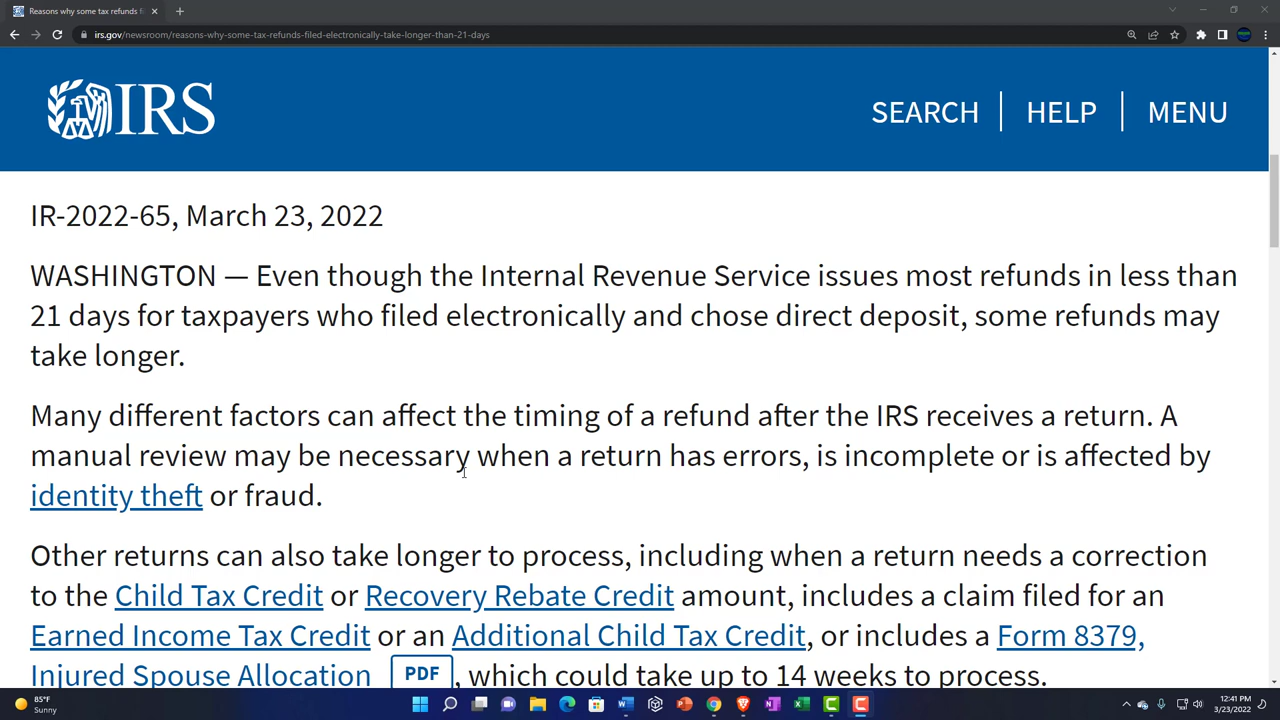 Reasons why some tax refunds f
irs.gov/newsroom/reasons-why-some-tax-refunds-filed-electronically-take-longer-than-21-days
IRS
SEARCH
HELP
MENU
IR-2022-65, March 23, 2022
WASHINGTON — Even though the Internal Revenue Service issues most refunds in less than
21 days for taxpayers who filed electronically and chose direct deposit, some refunds may
take longer.
Many different factors can affect the timing of a refund after the IRS receives a return. A
manual review may be necessary when a return has errors, is incomplete or is affected by
identity theft or fraud.
Other returns can also take longer to process, including when a return needs a correction
to the Child Tax Credit or Recovery Rebate Credit amount, includes a claim filed for an
Earned Income Tax Credit or an Additional Child Tax Credit, or includes a Form 8379,
Injured Spouse Allocation PDF , which could take up to 14 weeks to process.
85°F
Sunny
12:41 PM
3/23/2022